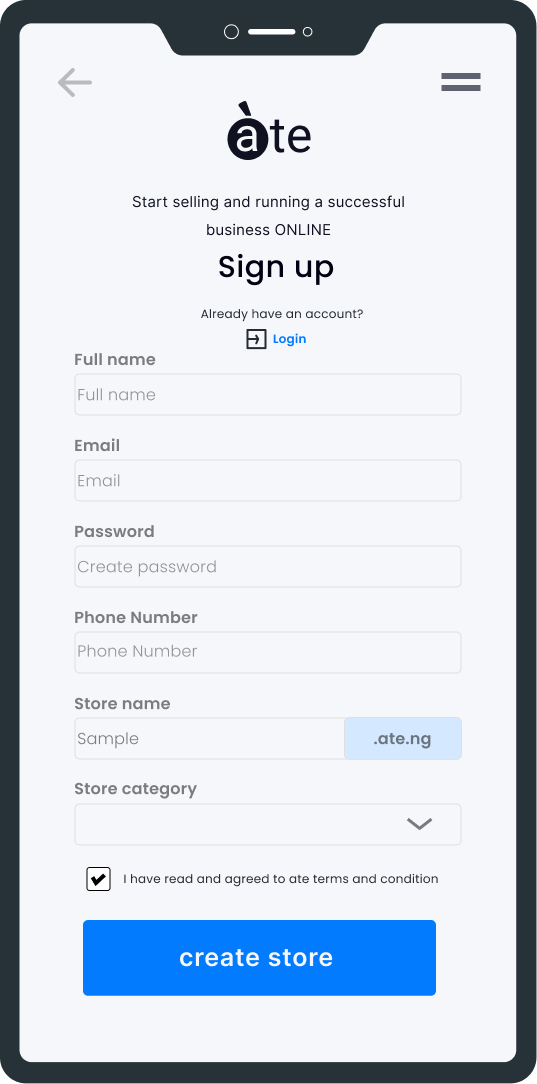 àte
Start selling and running a successful
business ONLINE
Sign up
Already have an account?
Login
Full name
Full name
Email
Email
Password
Create password
Phone Number
Phone Number
Store name
Sample .ate.ng
Store category
I have read and agreed to ate terms and condition
create store